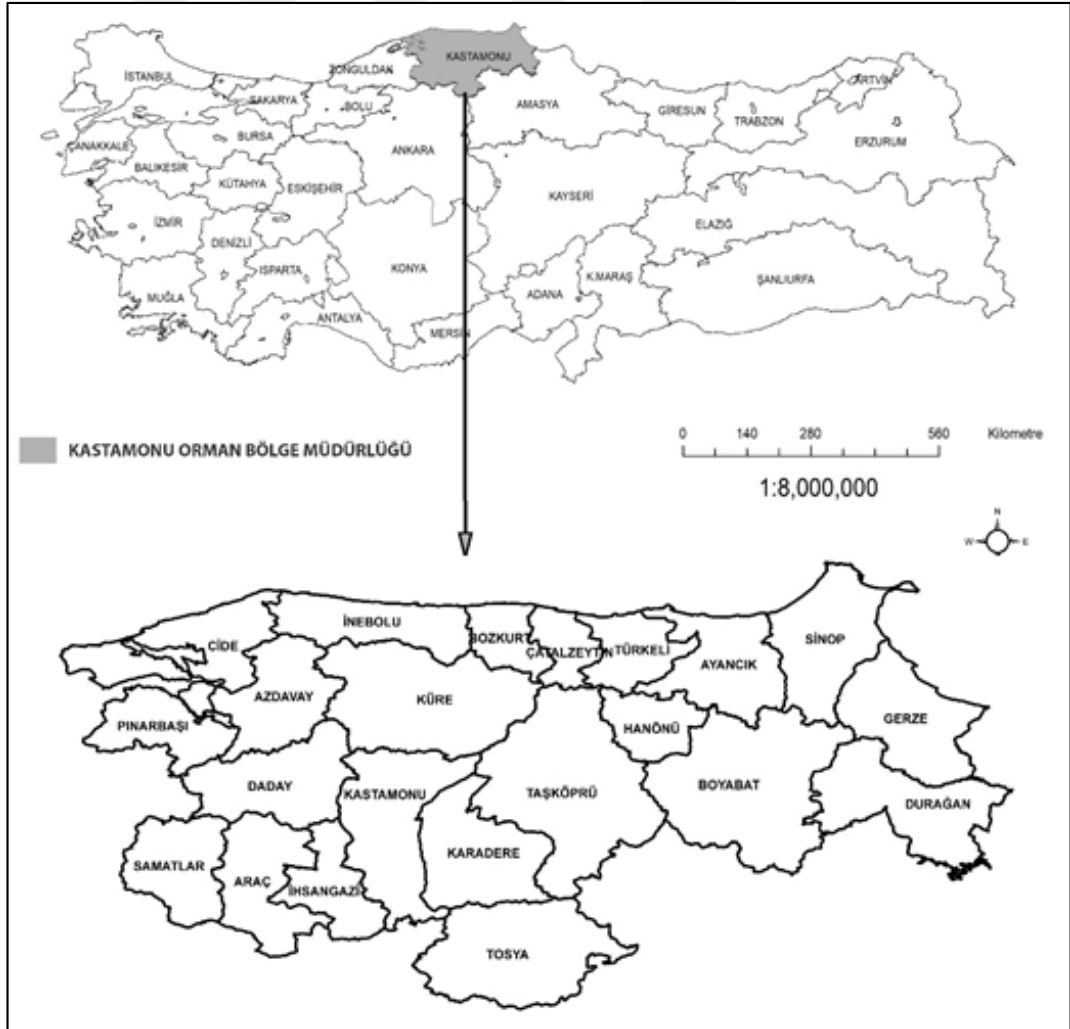 KASTAMONU
ZONGULDAK
İSTANBUL
ARTVİN
SAKARYA
BOLU
AMASYA
GİRESUN
TRABZON
BURSA
ÇANAKKALE
ANKARA
ERZURUM
BALIKESİR
KÜTAHYA
ESKİŞEHİR
KAYSERİ
İZMİR
ELAZIĞ
DENİZLİ
ISPARTA
KONYA
K.MARAŞ
ŞANLIURFA
ADANA
MUĞLA
ANTALYA
MERSİN
KASTAMONU ORMAN BÖLGE MÜDÜRLÜĞÜ
0 140 280 560 Kilometre
1:8,000,000
N
W E
S
İNEBOLU
BOZKURT
SİNOP
CİDE
ÇATALZEYTİN
TÜRKELİ
AYANCIK
AZDAVAY
KÜRE
PINARBAŞI
HANÖNÜ
GERZE
DADAY
KASTAMONU
TAŞKÖPRÜ
BOYABAT
DURAĞAN
KARADERE
SAMATLAR
ARAÇ
İHSANGAZİ
TOSYA